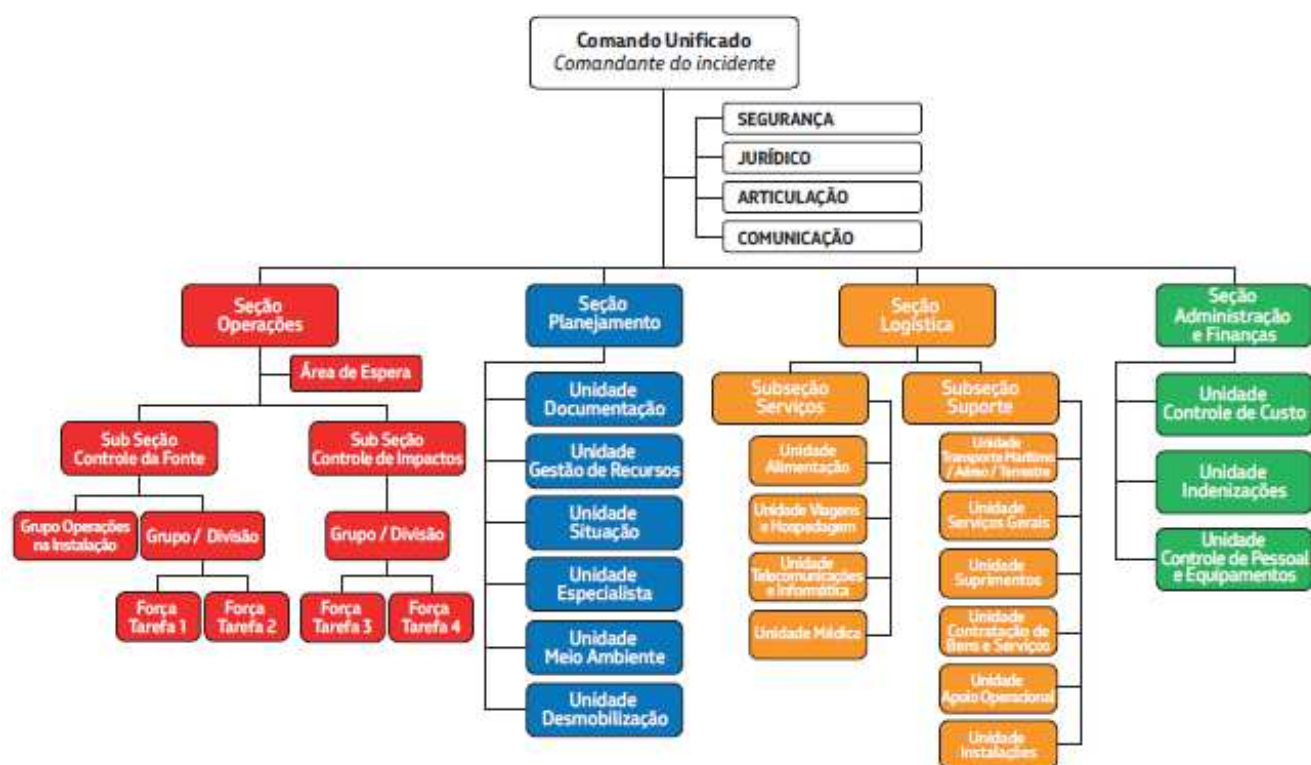 Comando Unificado
Comandante do incidente
SEGURANÇA
JURÍDICO
ARTICULAÇÃO
COMUNICAÇÃO
Seção
Operações
Área de Espera
Sub Seção
Controle da Fonte
Sub Seção
Controle de Impactos
Grupo Operações
na Instalação
Grupo / Divisão
Grupo / Divisão
Força
Tarefa 1
Força
Tarefa 2
Força
Tarefa 3
Força
Tarefa 4
Seção
Planejamento
Unidade
Documentação
Unidade
Gestão de Recursos
Unidade
Situação
Unidade
Especialista
Unidade
Meio Ambiente
Unidade
Desmobilização
Seção
Logística
Subseção
Serviços
Unidade
Alimentação
Unidade Viagens
e Hospedagem
Unidade
Telecomunicações
e Informática
Unidade Médica
Subseção
Suporte
Unidade
Transporte Marítimo
/ Aéreo / Terrestre
Unidade
Serviços Gerais
Unidade
Suprimentos
Unidade
Contratação de
Bens e Serviços
Unidade
Apoio Operacional
Unidade
Instalações
Seção
Administração
e Finanças
Unidade
Controle de Custo
Unidade
Indenizações
Unidade
Controle de Pessoal
e Equipamentos